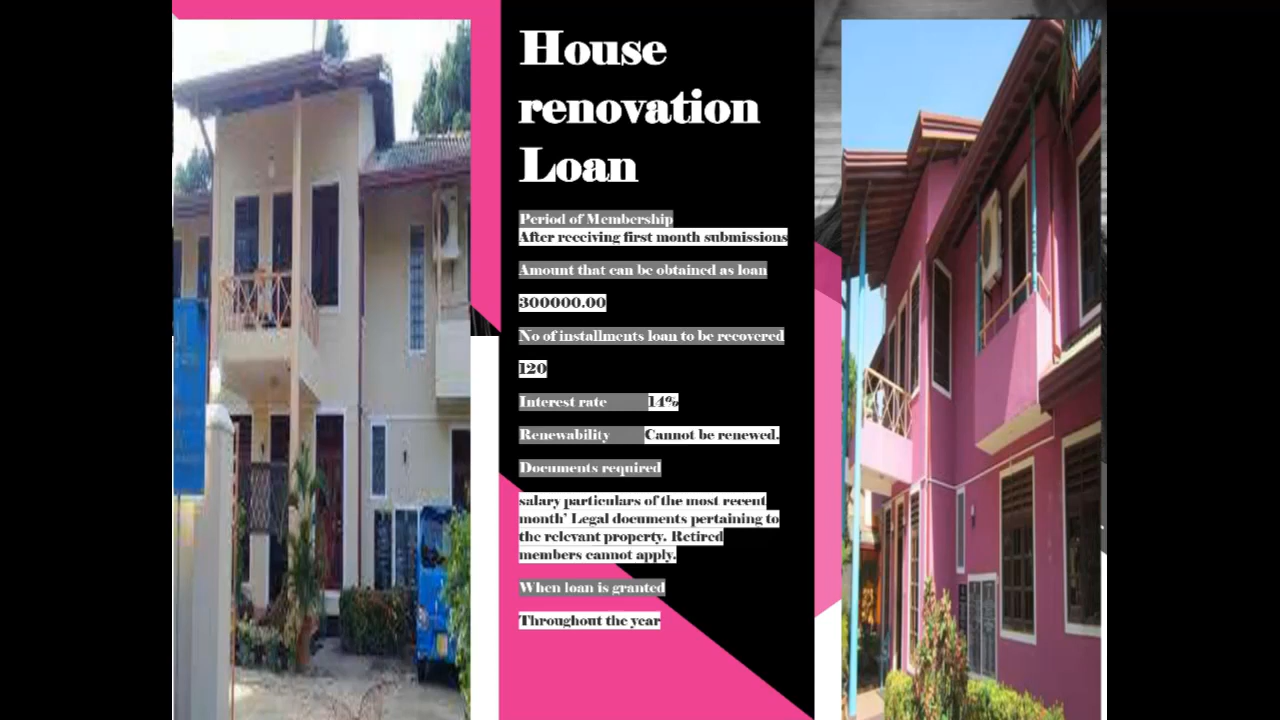 House
renovation
Loan
Period of Membership
After receiving first month submissions
Amount that can be obtained as loan
300000.00
No of installments loan to be recovered
120
Interest rate 14%
Renewability Cannot be renewed.
Documents required
salary particulars of the most recent
month’ Legal documents pertaining to
the relevant property. Retired
members cannot apply.
When loan is granted
Throughout the year